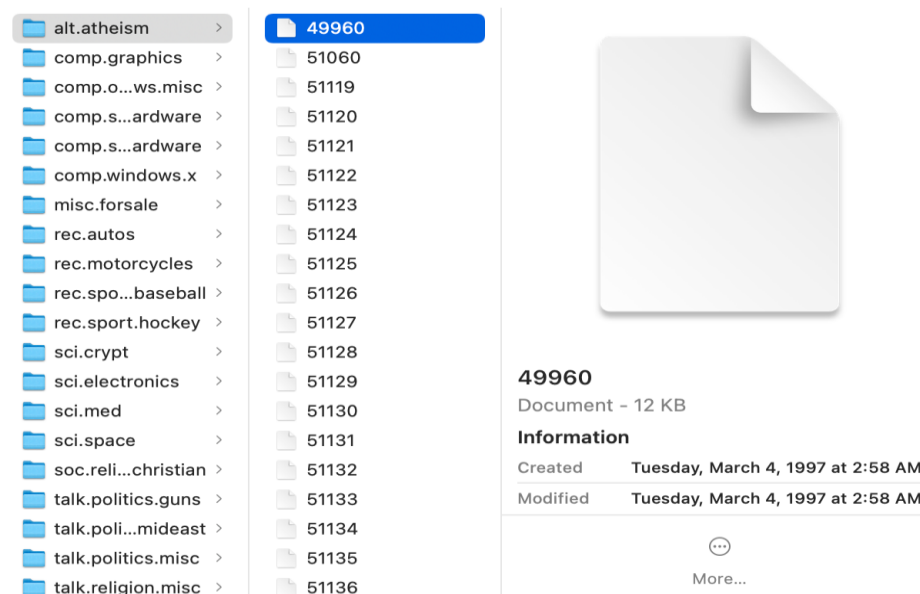 alt.atheism
comp.graphics
comp.o...ws.misc
comp.s...ardware
comp.s...ardware
comp.windows.x
misc.forsale
rec.autos
rec.motorcycles
rec.spo...baseball
rec.sport.hockey
sci.crypt
sci.electronics
sci.med
sci.space
soc.reli...christian
talk.politics.guns
talk.poli...mideast
talk.politics.misc
talk.religion.misc
49960
51060
51119
51120
51121
51122
51123
51124
51125
51126
51127
51128
51129
51130
51131
51132
51133
51134
51135
51136
49960
Document - 12 KB
Information
Created Tuesday, March 4, 1997 at 2:58 AM
Modified Tuesday, March 4, 1997 at 2:58 AM
More...